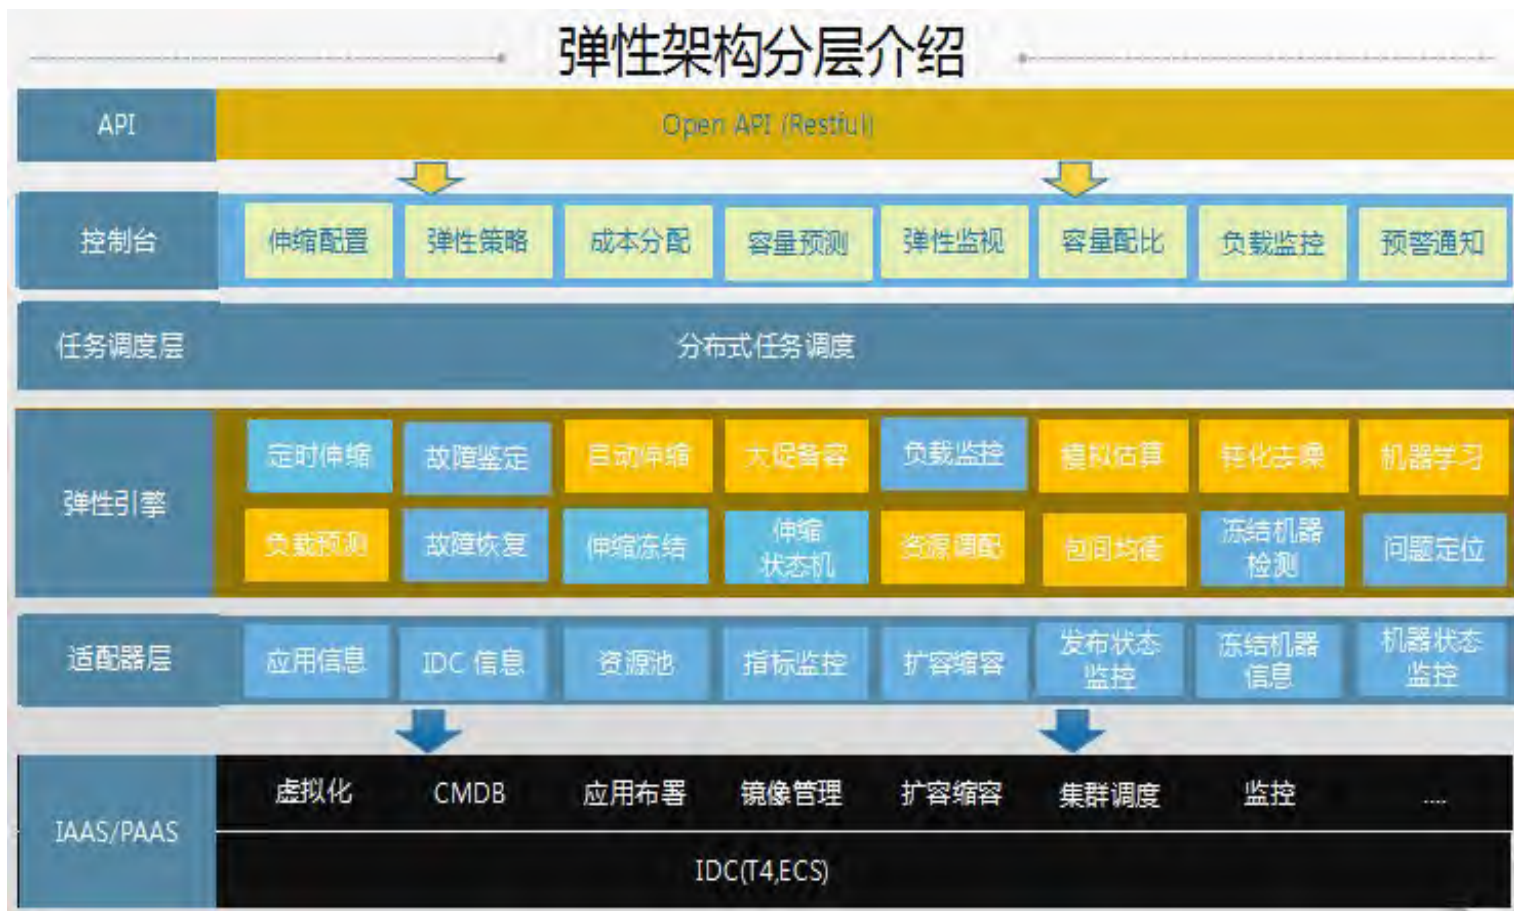 弹性架构分层介绍
API
Open API (Restful)
控制台
伸缩配置
弹性策略
成本分配
容量预测
弹性监视
容量配比
负载监控
预警通知
任务调度层
分布式任务调度
弹性引擎
定时伸缩
故障鉴定
自动伸缩
大促备容
负载监控
模拟估算
钝化去噪
机器学习
负载预测
故障恢复
伸缩冻结
伸缩
状态机
资源调配
包间均衡
冻结机器
检测
问题定位
适配器层
应用信息
IDC 信息
资源池
指标监控
扩容缩容
发布状态
监控
冻结机器
信息
机器状态
监控
IAAS/PAAS
虚拟化
CMDB
应用布署
镜像管理
扩容缩容
集群调度
监控
....
IDC(T4,ECS)